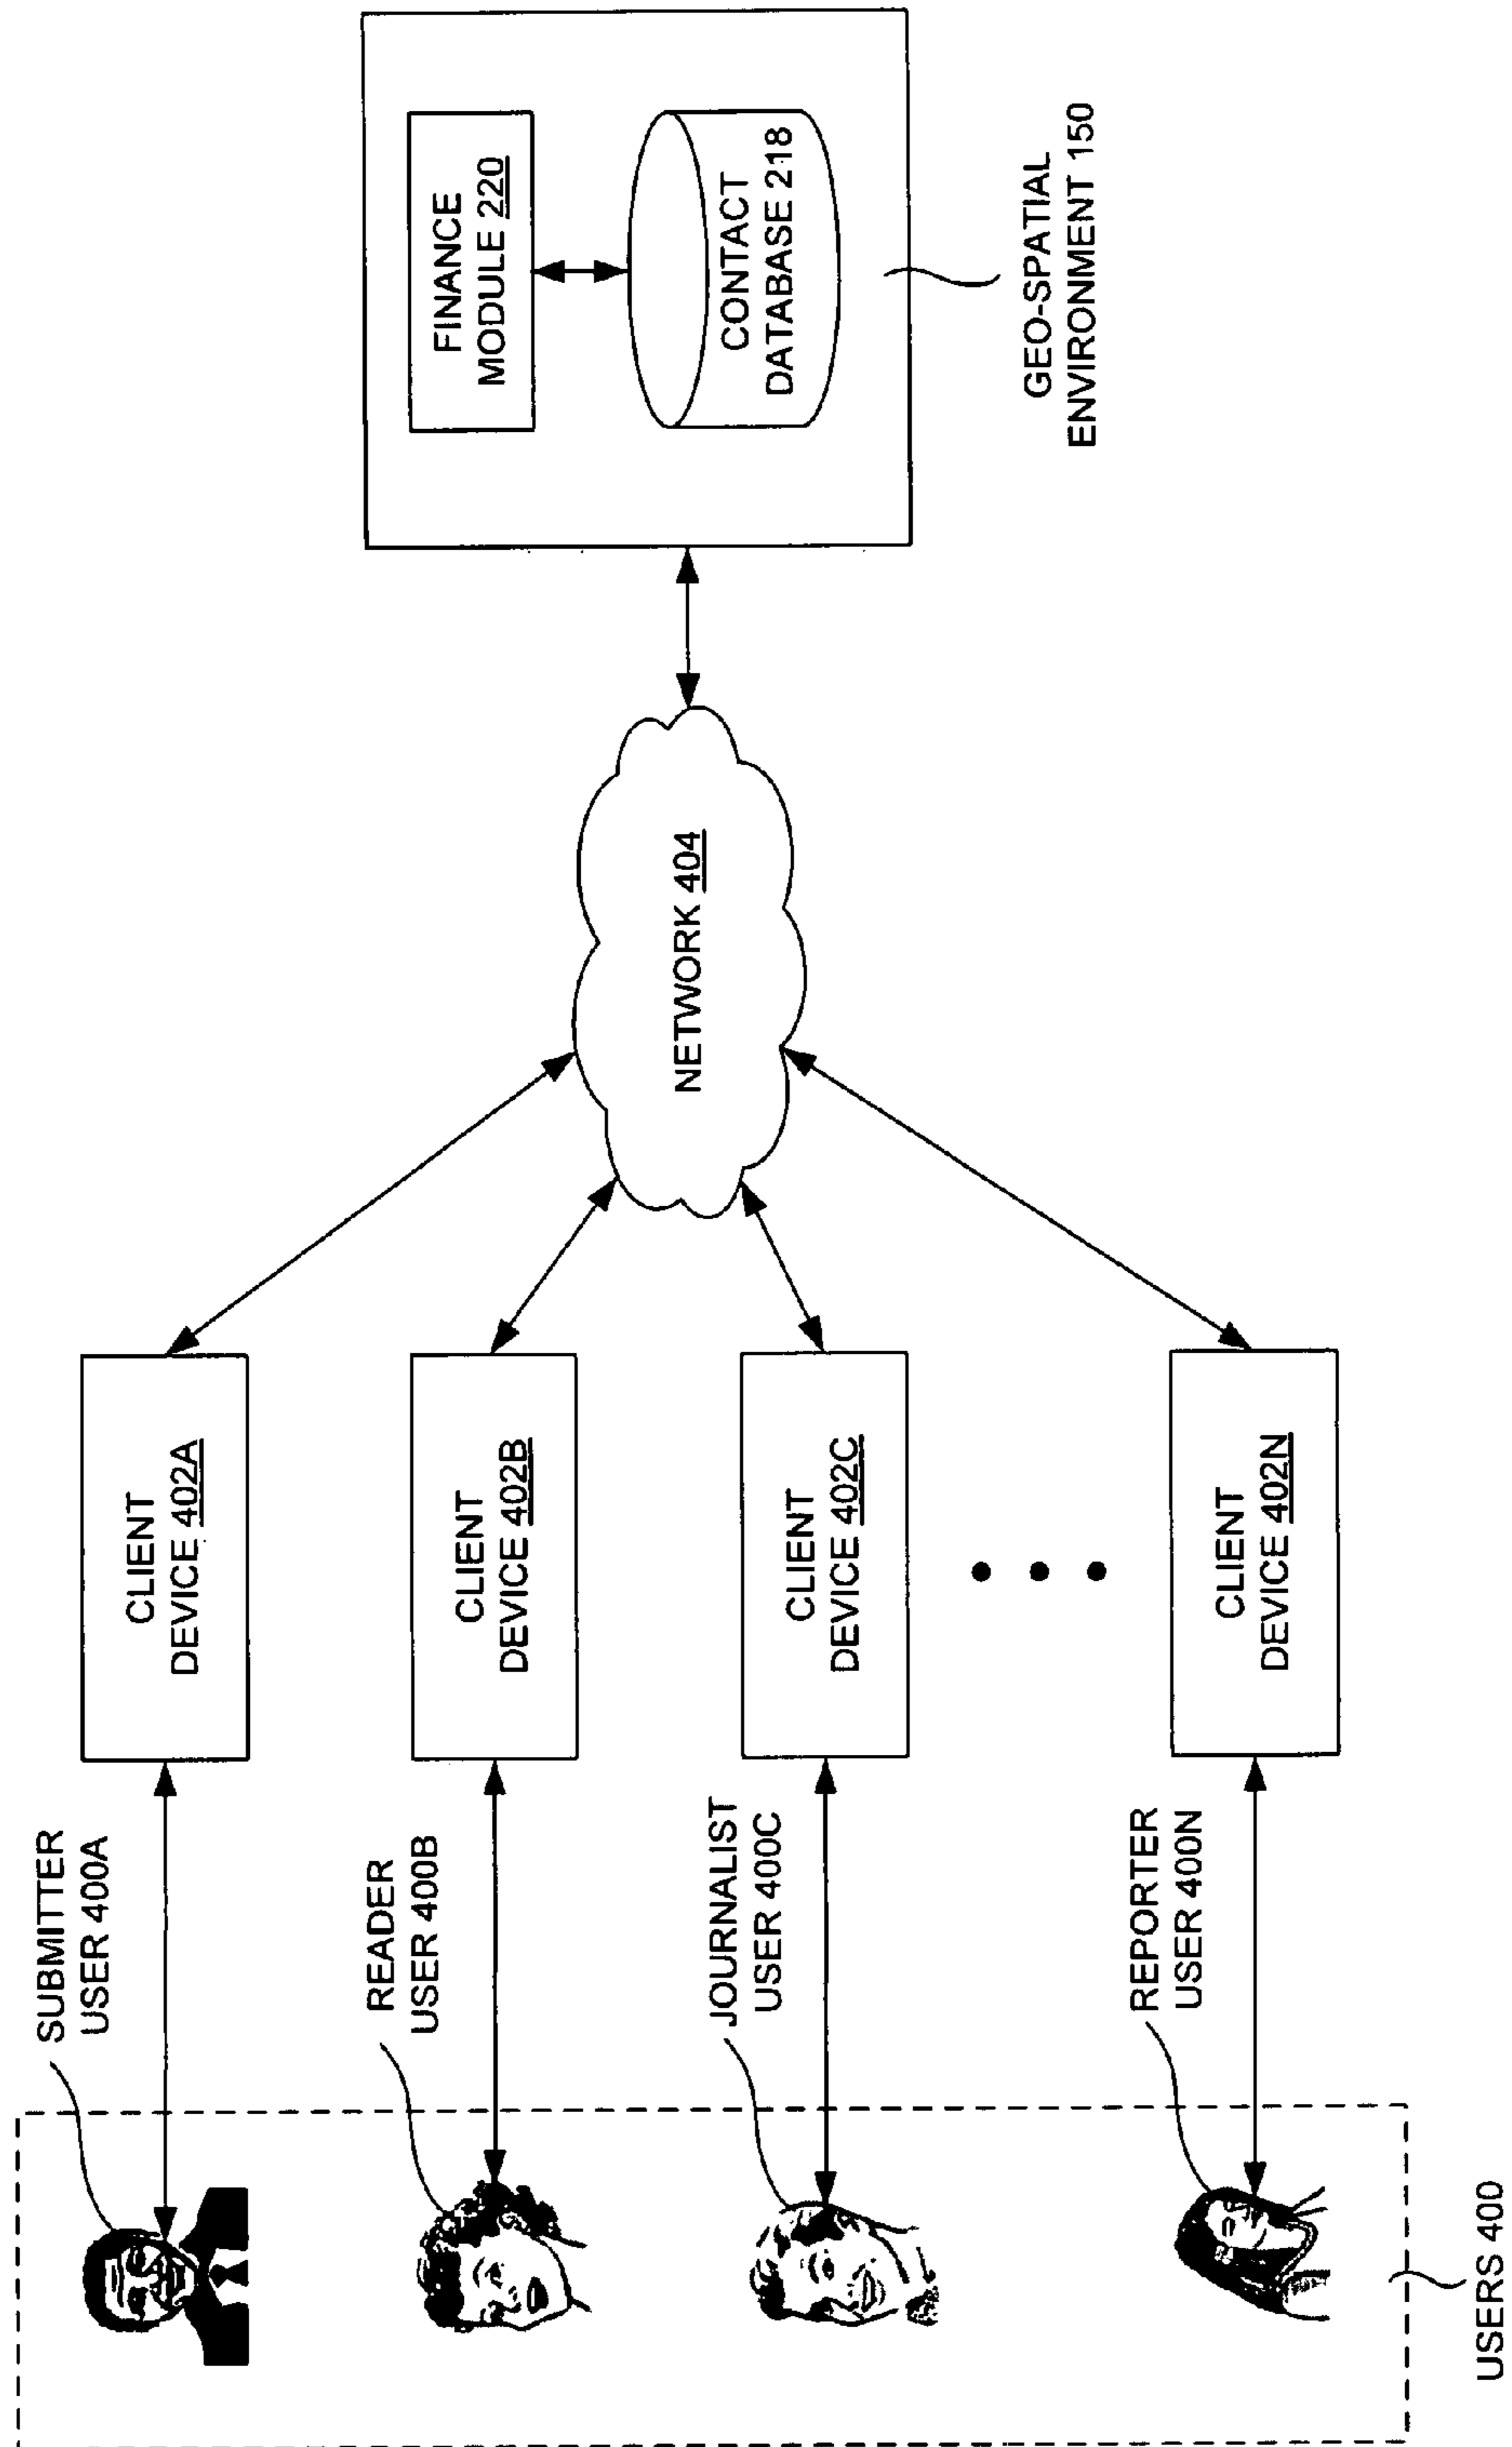 SUBMITTER
USER 400A
CLIENT
DEVICE 402A
READER
USER 400B
CLIENT
DEVICE 402B
JOURNALIST
USER 400C
CLIENT
DEVICE 402C
REPORTER
USER 400N
CLIENT
DEVICE 402N
USERS 400
NETWORK 404
FINANCE
MODULE 220
CONTACT
DATABASE 218
GEO-SPATIAL
ENVIRONMENT 150